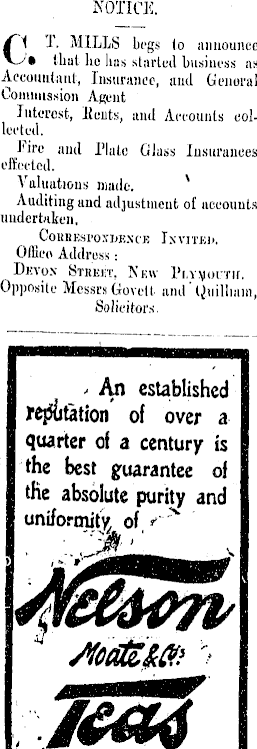 NOTICE.
C. T. MILLS begs to announce
that he has started business as
Accountant, Insurance, and General
Commission Agent
Interest, Rents, and Accounts col-
lected.
Fire and Plate Glass Insurances
effected.
Valuations made.
Auditing and adjustment of accounts
undertaken.
CORRESPONDENCE INVITED.
Office Address :
DEVON STREET, NEW PLYMOUTH.
Opposite Messrs Govett and Quilliam,
Solicitors.
An established
reputation of over a
quarter of a century is
the best guarantee of
the absolute purity and
uniformity of
Nelson
Moate & Co's
Teas